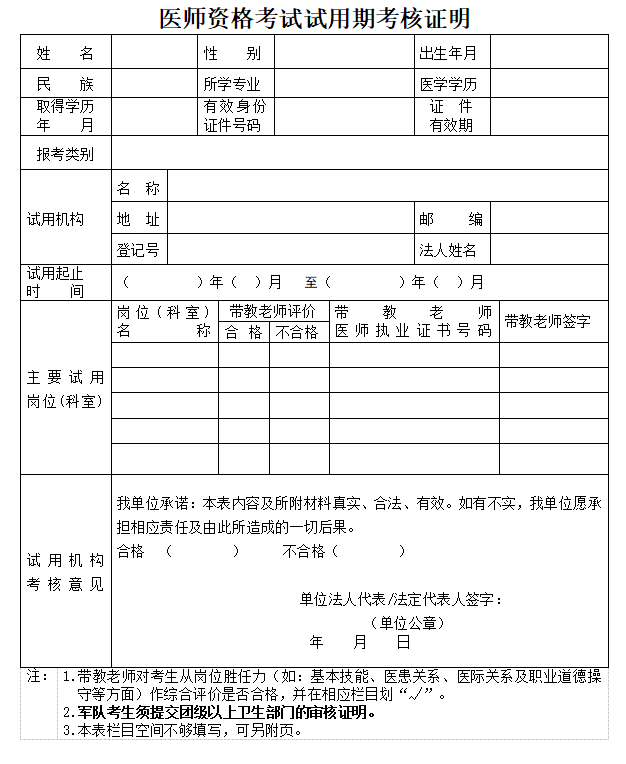 医师资格考试试用期考核证明
姓 名 性 别 出生年月
民 族 所学专业 医学学历
取得学历 有效身份 证 件
年 月 证件号码 有效期
报考类别
试用机构
名 称
地 址 邮 编
登记号 法人姓名
试用起止
时 间
( )年( )月 至( )年( )月
主要试用
岗位(科室)
岗位(科室)
名 称
带教老师评价
合 格 不合格
带教老师
医师执业证书号码
带教老师签字
试用机构
考核意见
我单位承诺:本表内容及所附材料真实、合法、有效。如有不实,我单位愿承
担相应责任及由此所造成的一切后果。
合格 ( ) 不合格( )
单位法人代表/法定代表人签字:
(单位公章)
年 月 日
注: 1.带教老师对考生从岗位胜任力(如:基本技能、医患关系、医际关系及职业道德操
守等方面)作综合评价是否合格,并在相应栏目划“√”。
2.军队考生须提交团级以上卫生部门的审核证明。
3.本表栏目空间不够填写,可另附页。